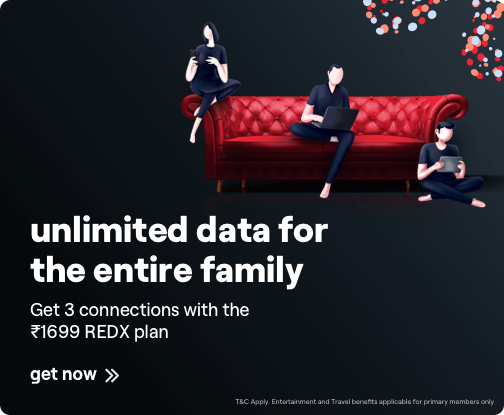 unlimited data for
the entire family
Get 3 connections with the
₹1699 REDX plan
get now
T&C Apply. Entertainment and Travel benefits applicable for primary members only